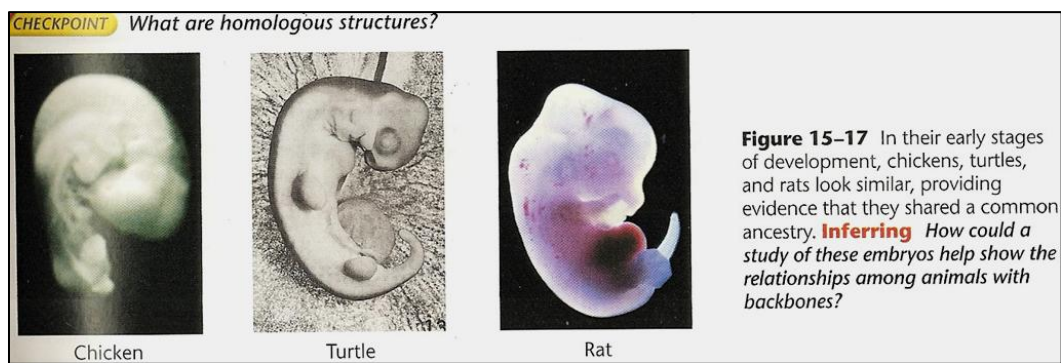 CHECKPOINT What are homologous structures?
Chicken
Turtle
Rat
Figure 15–17 In their early stages
of development, chickens, turtles,
and rats look similar, providing
evidence that they shared a common
ancestry. Inferring How could a
study of these embryos help show the
relationships among animals with
backbones?